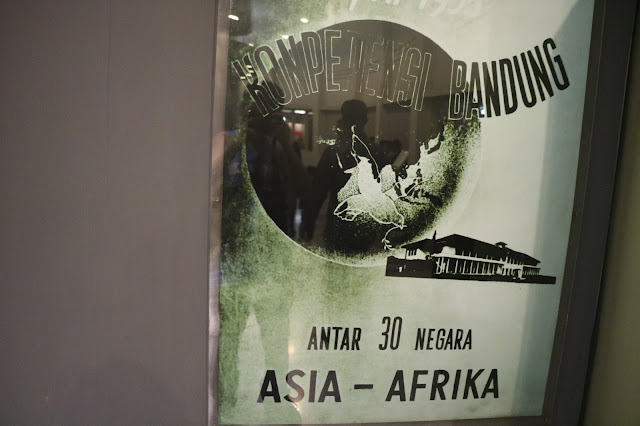 KONPERENSI BANDUNG
ANTAR 30 NEGARA
ASIA – AFRIKA